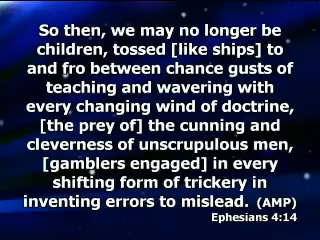 So then, we may no longer be
children, tossed [like ships] to
and fro between chance gusts of
teaching and wavering with
every changing wind of doctrine,
[the prey of] the cunning and
cleverness of unscrupulous men,
[gamblers engaged] in every
shifting form of trickery in
inventing errors to mislead. (AMP)
Ephesians 4:14